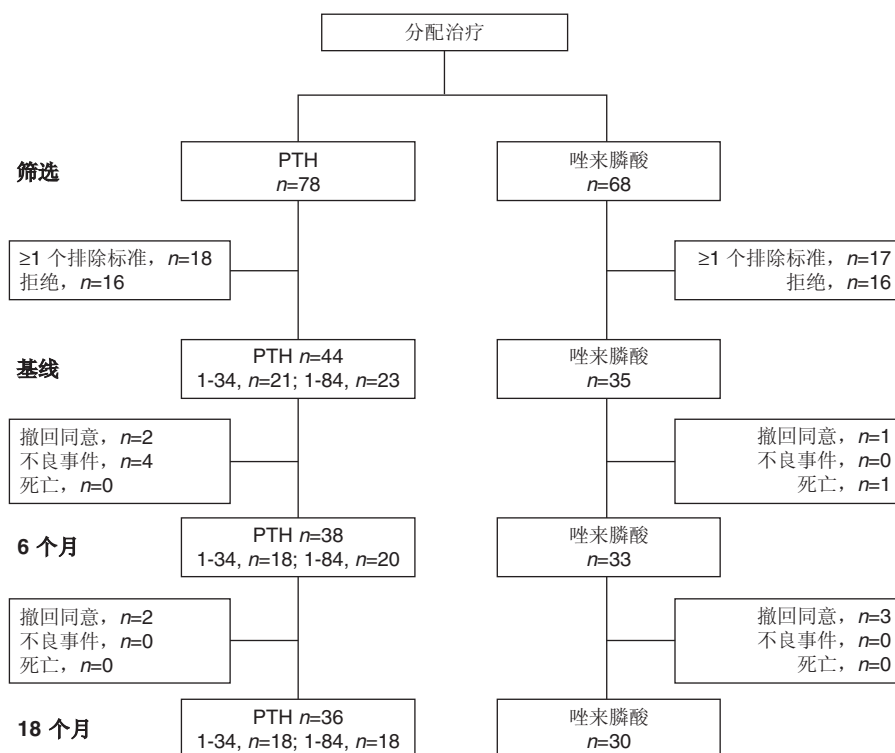 分配治疗
筛选
PTH
n=78
唑来膦酸
n=68
≥1 个排除标准，n=18
拒绝，n=16
≥1 个排除标准，n=17
拒绝，n=16
基线
PTH n=44
1-34, n=21; 1-84, n=23
唑来膦酸
n=35
撤回同意，n=2
不良事件，n=4
死亡，n=0
撤回同意，n=1
不良事件，n=0
死亡，n=1
6 个月
PTH n=38
1-34, n=18; 1-84, n=20
唑来膦酸
n=33
撤回同意，n=2
不良事件，n=0
死亡，n=0
撤回同意，n=3
不良事件，n=0
死亡，n=0
18 个月
PTH n=36
1-34, n=18; 1-84, n=18
唑来膦酸
n=30